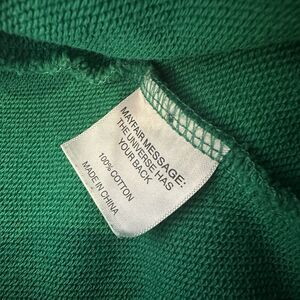 MAYFAIR MESSAGE:
THE UNIVERSE HAS
YOUR BACK
100% COTTON
MADE IN CHINA